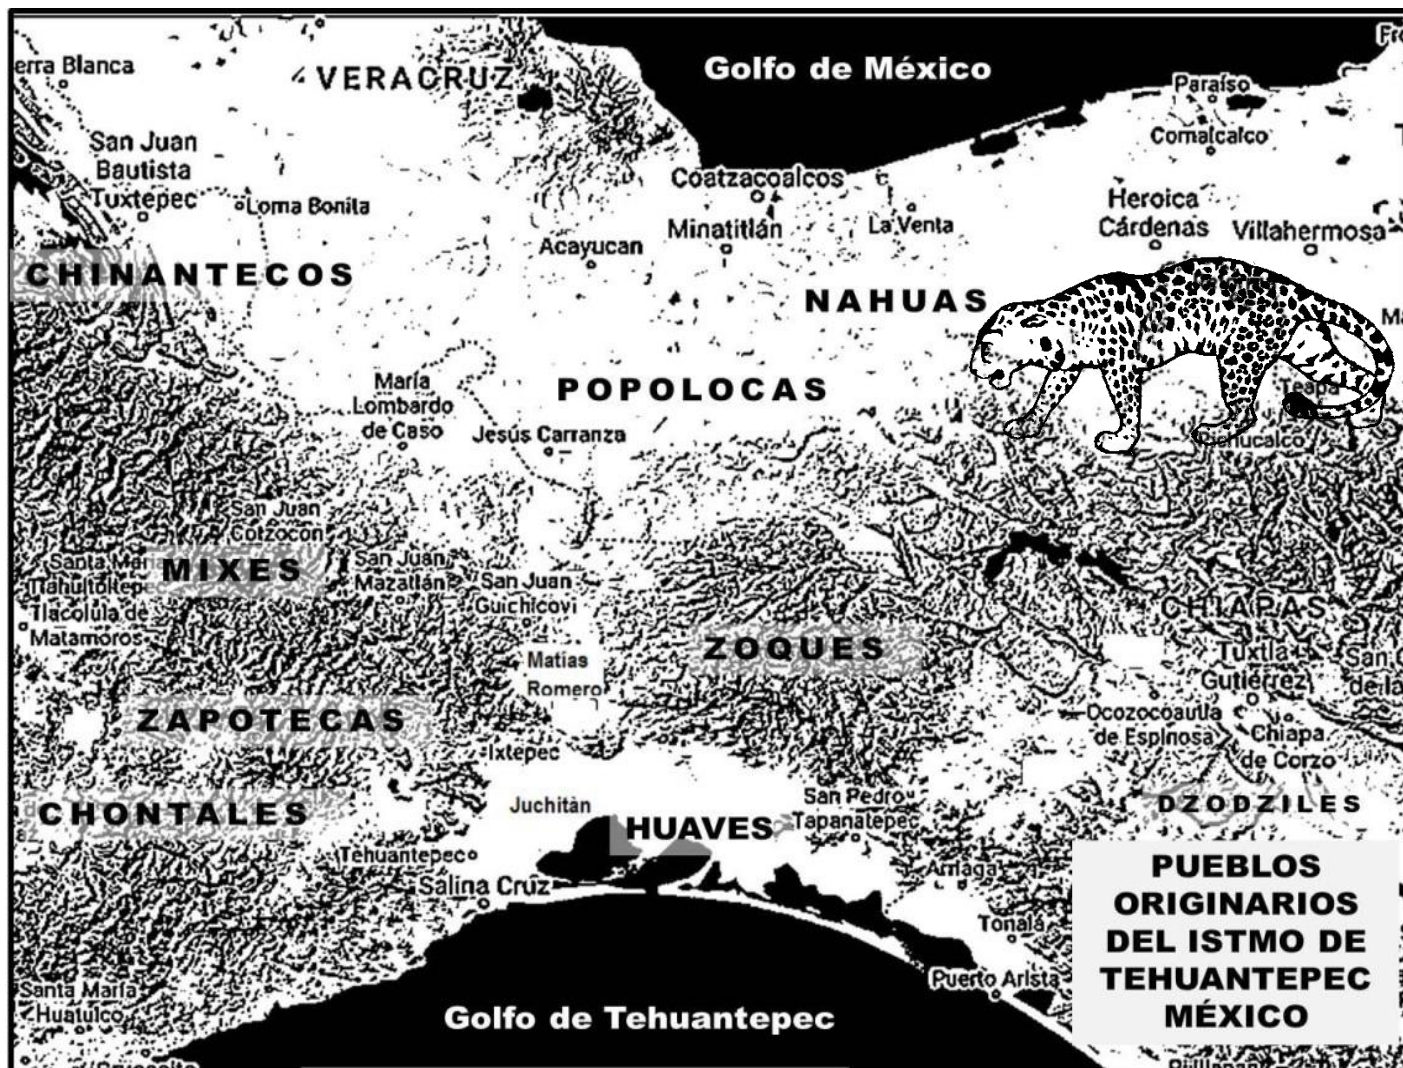 Golfo de México
erra Blanca
VERACRUZ
Paraíso
Comalcalco
San Juan
Bautista
Tuxtepec
Loma Bonita
Coatzacoalcos
Minatitlán
Acayucan
La Venta
Heroica
Cárdenas
Villahermosa
CHINANTECOS
NAHUAS
María
Lombardo
de Caso
POPOLOCAS
Jesús Carranza
Teapa
Pichucalco
San Juan
Cotzocón
MIXES
San Juan
Mazatlán
San Juan
Guichicovi
Tlacolula de
Matamoros
CHIAPAS
ZOQUES
Matías
Romero
Tuxtla
Gutiérrez
ZAPOTECAS
Ixtepec
Ocozocoautla
de Espinosa
Chiapa
de Corzo
CHONTALES
Juchitán
HUAVES
San Pedro
Tapanatepec
DZODZILES
Tehuantepec
Salina Cruz
Arriaga
Tonalá
Puerto Arista
Santa María
Huatulco
Golfo de Tehuantepec
PUEBLOS
ORIGINARIOS
DEL ISTMO DE
TEHUANTEPEC
MÉXICO